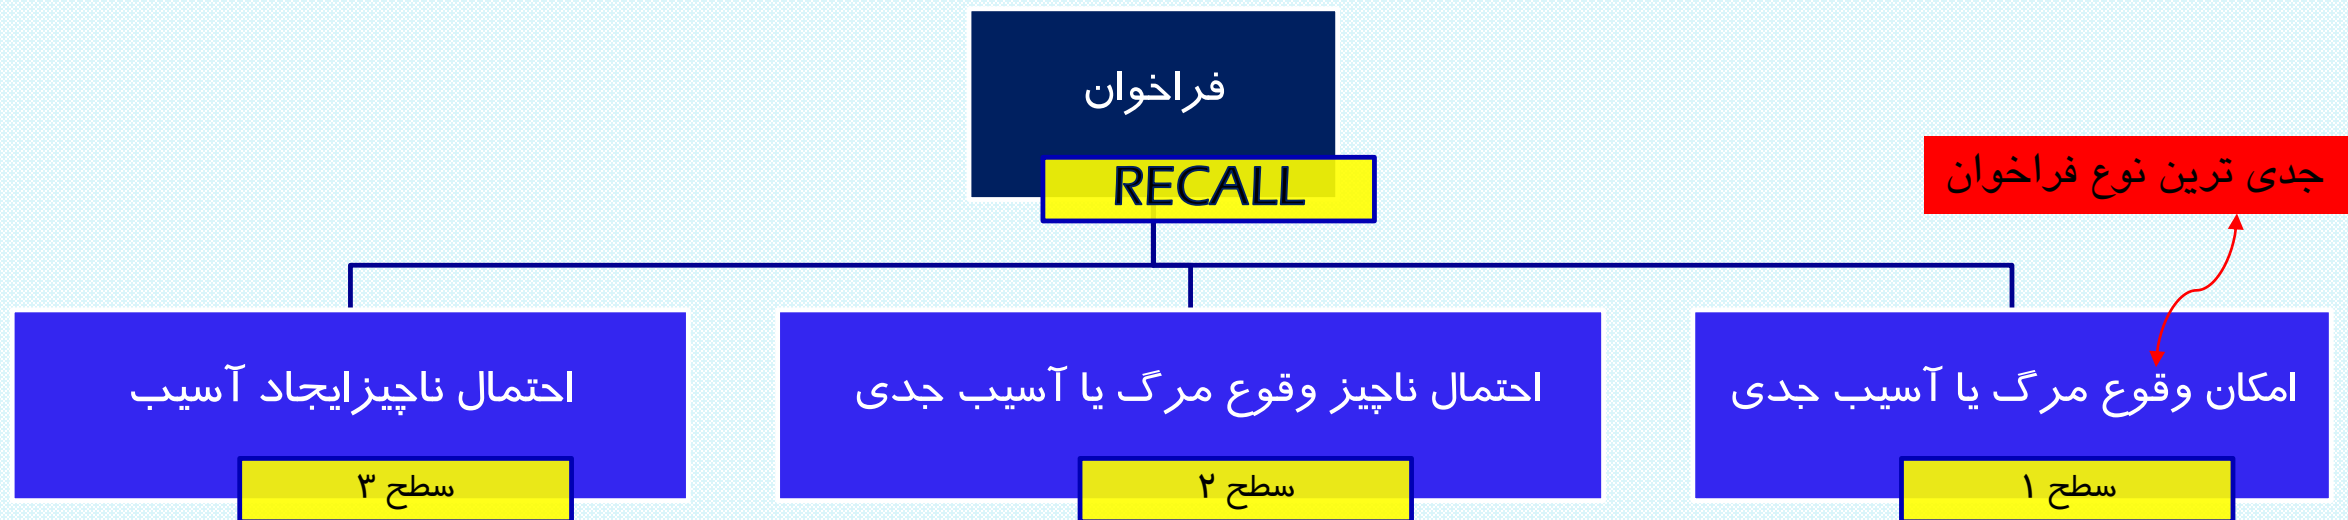 فراخوان
RECALL
جدی ترین نوع فراخوان
امکان وقوع مرگ یا آسیب جدی
سطح ۱
احتمال ناچیز وقوع مرگ یا آسیب جدی
سطح ۲
احتمال ناچیزایجاد آسیب
سطح ۳